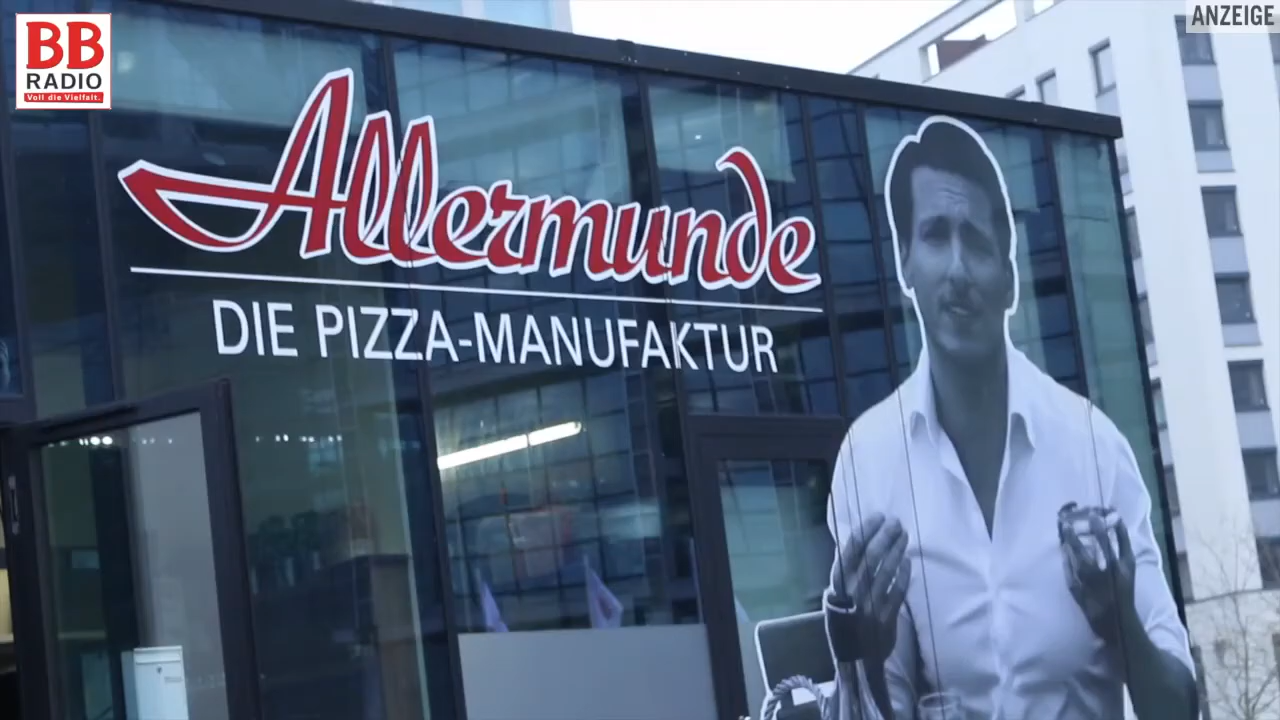 BB
RADIO
Voll die Vielfalt.
ANZEIGE
Allermunde
DIE PIZZA-MANUFAKTUR